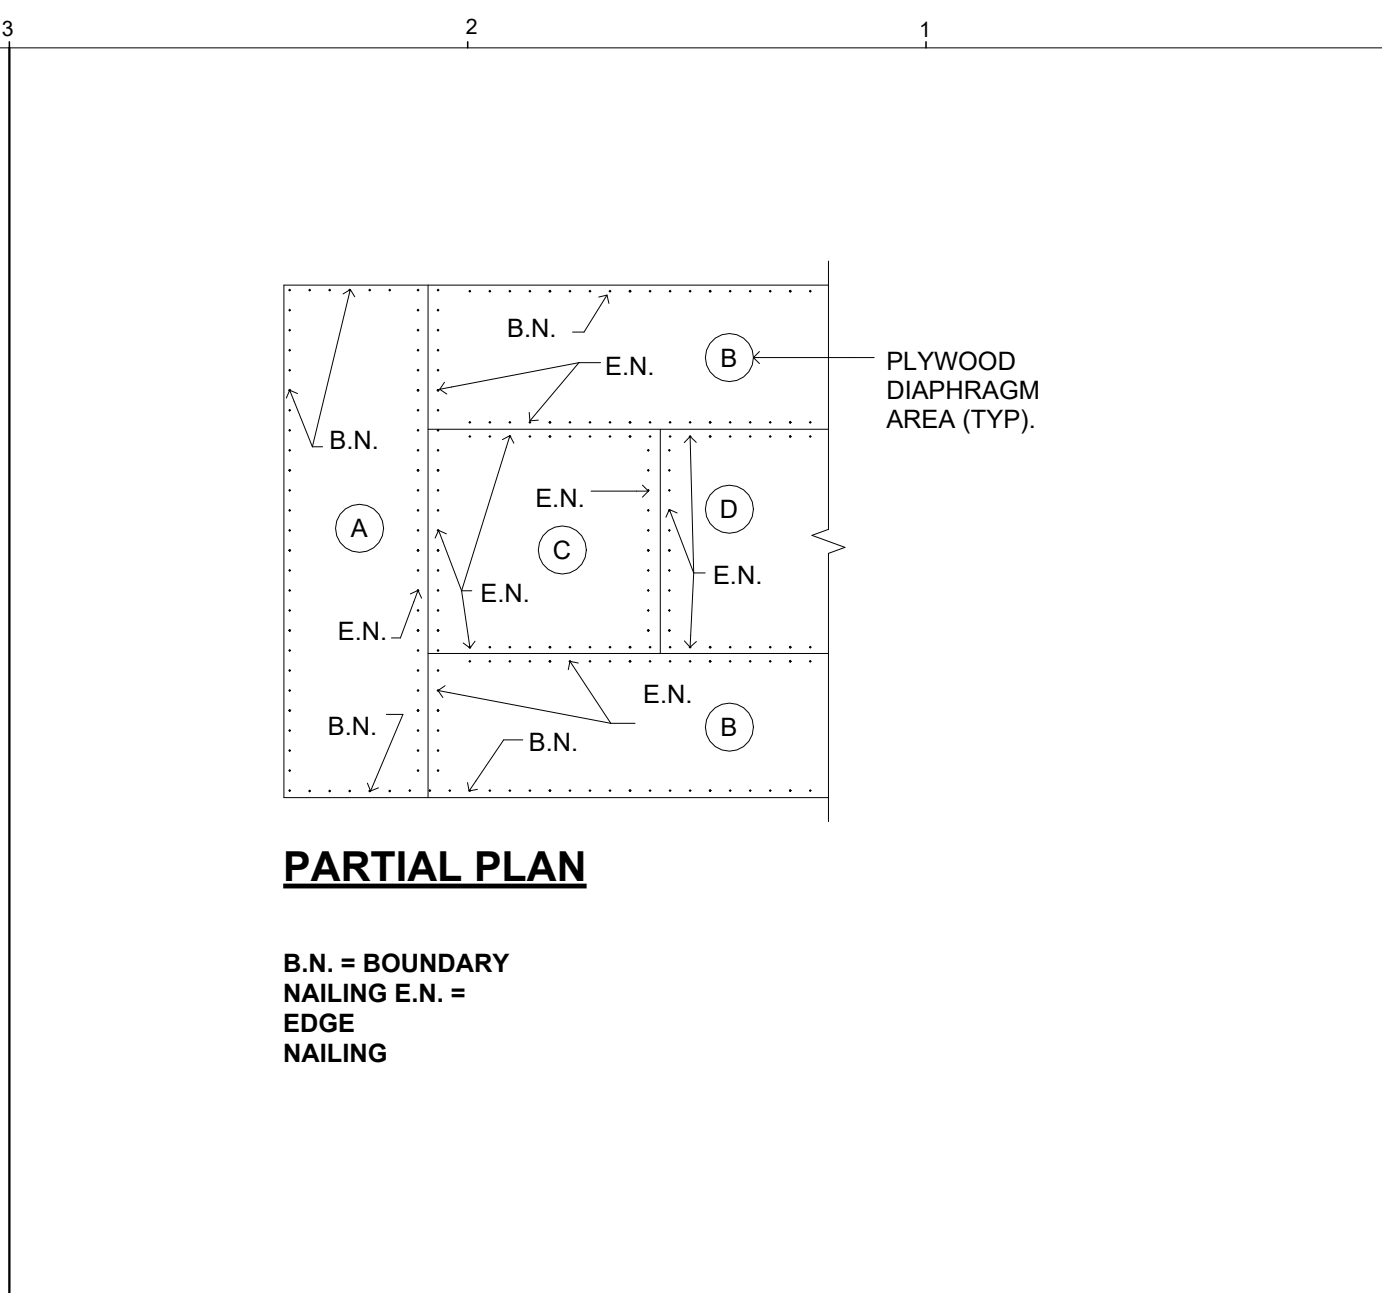 3
2
1
B.N.
B
PLYWOOD
DIAPHRAGM
AREA (TYP).
E.N.
B.N.
E.N.
D
A
C
E.N.
E.N.
E.N.
E.N.
B.N.
B
B.N.
PARTIAL PLAN
B.N. = BOUNDARY
NAILING E.N. =
EDGE
NAILING